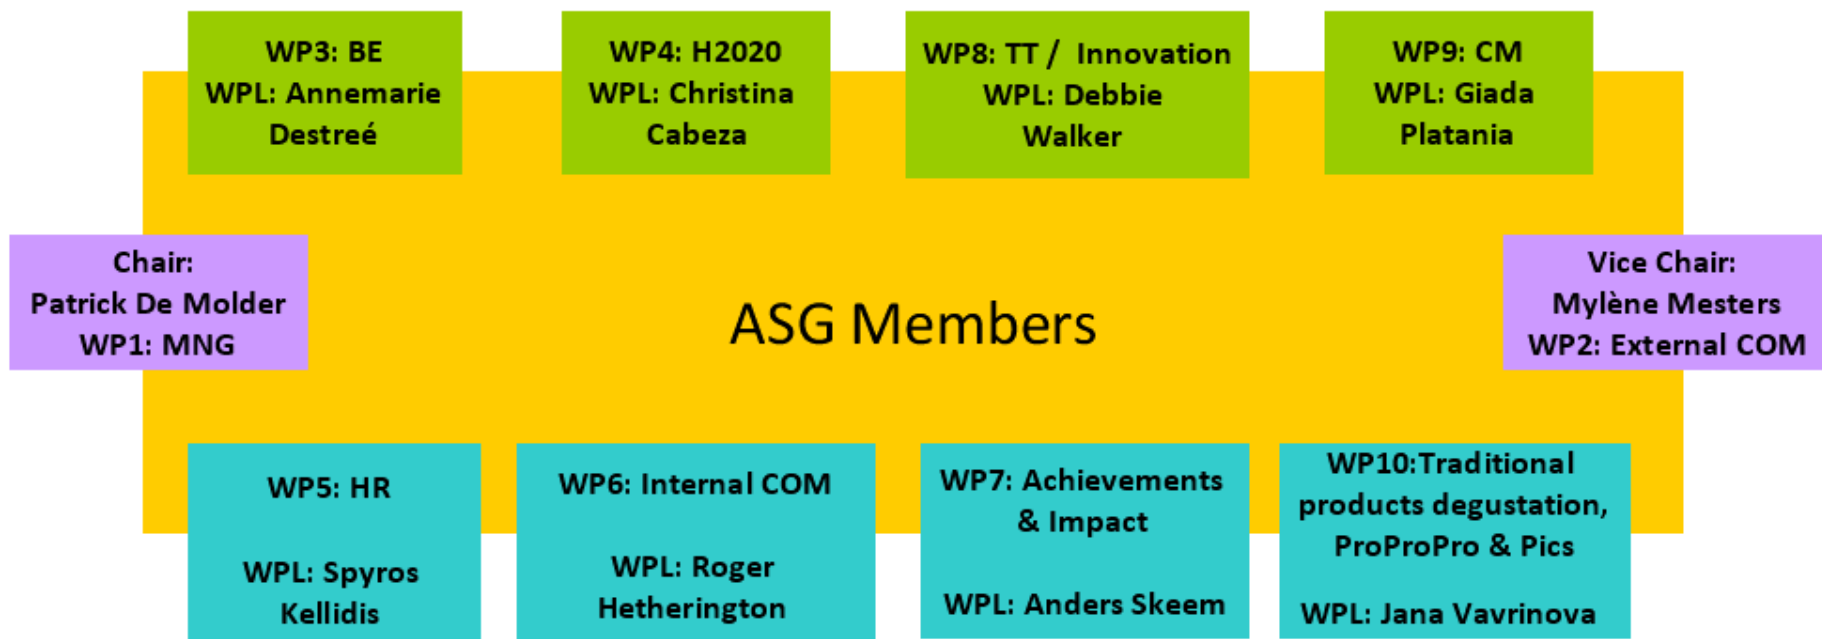 WP3: BE
WPL: Annemarie
Destreé
WP4: H2020
WPL: Christina
Cabeza
WP8: TT /  Innovation
WPL: Debbie
Walker
WP9: CM
WPL: Giada
Platania
Chair:
Patrick De Molder
WP1: MNG
ASG Members
Vice Chair:
Mylène Mesters
WP2: External COM
WP5: HR
WPL: Spyros
Kellidis
WP6: Internal COM
WPL: Roger
Hetherington
WP7: Achievements
& Impact
WPL: Anders Skeem
WP10:Traditional
products degustation,
ProProPro & Pics
WPL: Jana Vavrinova